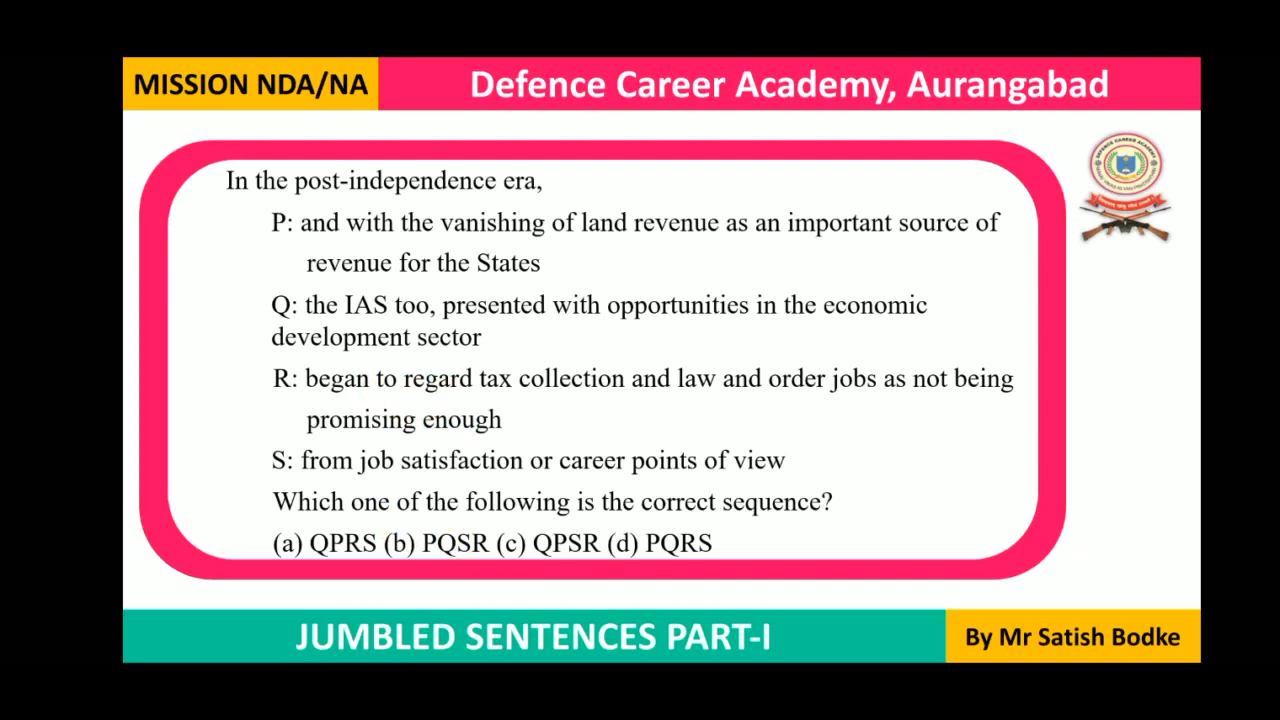 MISSION NDA/NA
Defence Career Academy, Aurangabad
In the post-independence era,
P: and with the vanishing of land revenue as an important source of
revenue for the States
Q: the IAS too, presented with opportunities in the economic
development sector
R: began to regard tax collection and law and order jobs as not being
promising enough
S: from job satisfaction or career points of view
Which one of the following is the correct sequence?
(a) QPRS (b) PQSR (c) QPSR (d) PQRS
JUMBLED SENTENCES PART-I
By Mr Satish Bodke